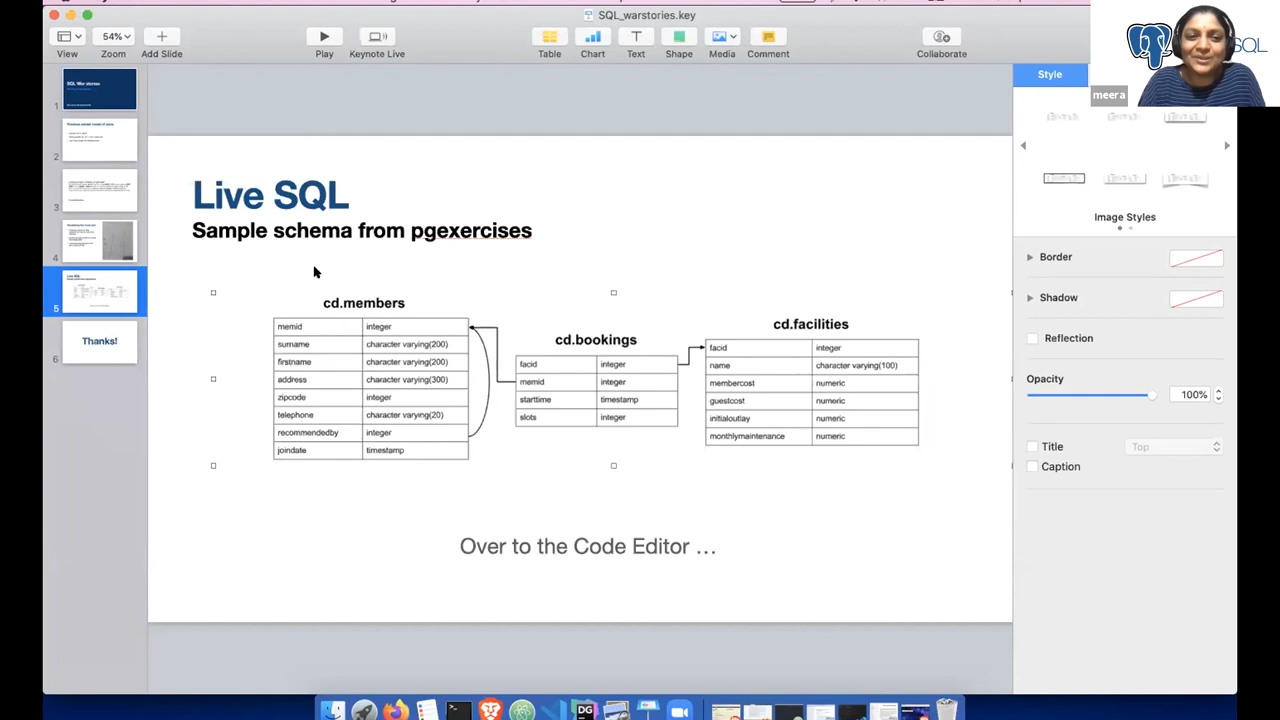 SQL_warstories.key
54%
View
Zoom
Add Slide
Play
Keynote Live
Table
Chart
Text
Shape
Media
Comment
Collaborate
SQL
meera
Style
1
SQL War stories
2
3
4
5
6
Thanks!
Live SQL
Sample schema from pgexercises
cd.members
memid integer
surname character varying(200)
firstname character varying(200)
address character varying(300)
zipcode integer
telephone character varying(20)
recommendedby integer
joindate timestamp
cd.bookings
facid integer
memid integer
starttime timestamp
slots integer
cd.facilities
facid integer
name character varying(100)
membercost numeric
guestcost numeric
initialoutlay numeric
monthlymaintenance numeric
Over to the Code Editor …
Image Styles
Border
Shadow
Reflection
Opacity
100%
Title Top
Caption
DG